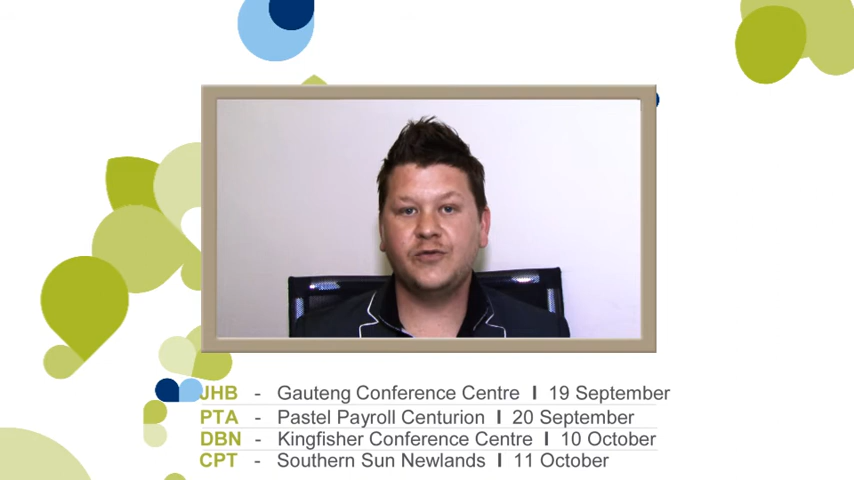 JHB - Gauteng Conference Centre I 19 September
PTA - Pastel Payroll Centurion I 20 September
DBN - Kingfisher Conference Centre I 10 October
CPT - Southern Sun Newlands I 11 October